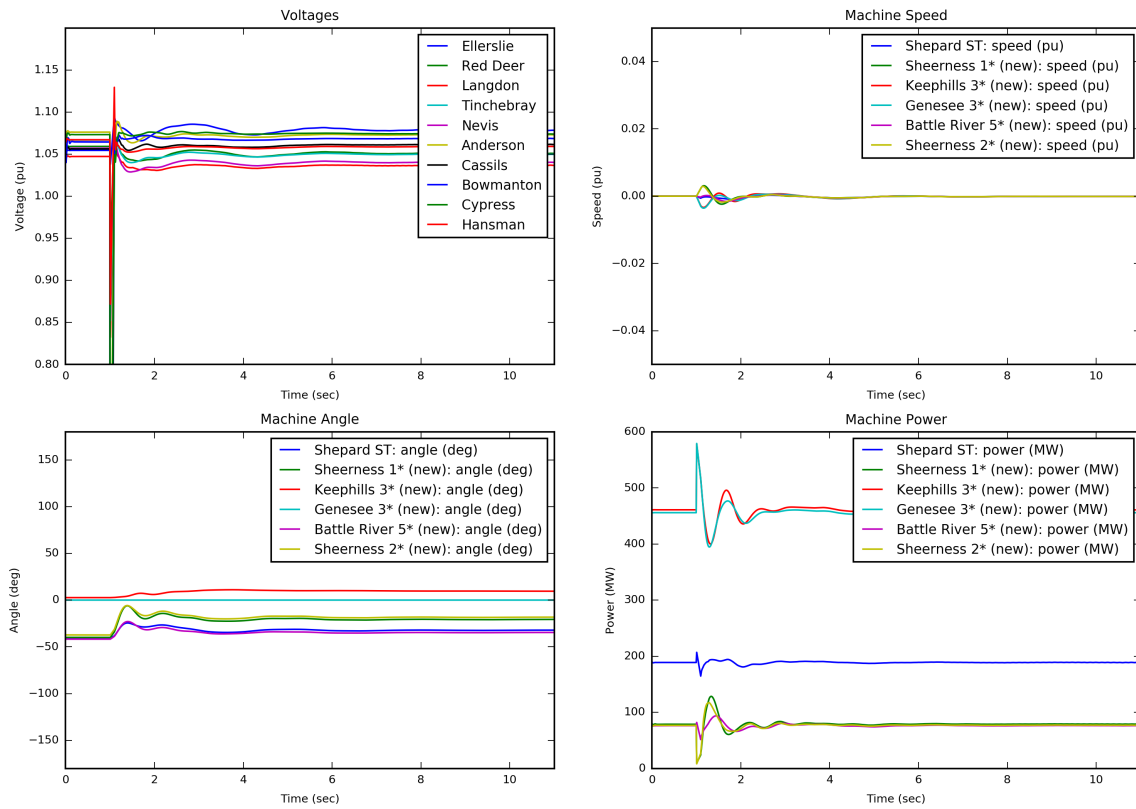 Voltages
1.15
1.10
1.05
1.00
0.95
0.90
0.85
0.80
Voltage (pu)
0 2 4 6 8 10
Time (sec)
Ellerslie
Red Deer
Langdon
Tinchebray
Nevis
Anderson
Cassils
Bowmanton
Cypress
Hansman
Machine Speed
0.04
0.02
0.00
−0.02
−0.04
Speed (pu)
0 2 4 6 8 10
Time (sec)
Shepard ST: speed (pu)
Sheerness 1* (new): speed (pu)
Keephills 3* (new): speed (pu)
Genesee 3* (new): speed (pu)
Battle River 5* (new): speed (pu)
Sheerness 2* (new): speed (pu)
Machine Angle
150
100
50
0
−50
−100
−150
Angle (deg)
0 2 4 6 8 10
Time (sec)
Shepard ST: angle (deg)
Sheerness 1* (new): angle (deg)
Keephills 3* (new): angle (deg)
Genesee 3* (new): angle (deg)
Battle River 5* (new): angle (deg)
Sheerness 2* (new): angle (deg)
Machine Power
600
500
400
300
200
100
0
Power (MW)
0 2 4 6 8 10
Time (sec)
Shepard ST: power (MW)
Sheerness 1* (new): power (MW)
Keephills 3* (new): power (MW)
Genesee 3* (new): power (MW)
Battle River 5* (new): power (MW)
Sheerness 2* (new): power (MW)